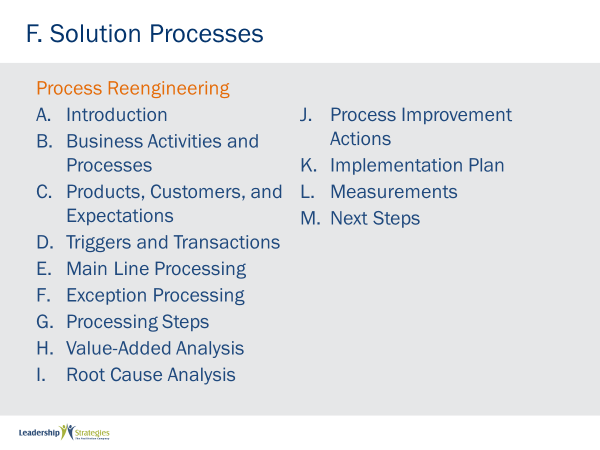 F. Solution Processes
Process Reengineering
A. Introduction
B. Business Activities and
Processes
C. Products, Customers, and
Expectations
D. Triggers and Transactions
E. Main Line Processing
F. Exception Processing
G. Processing Steps
H. Value-Added Analysis
I. Root Cause Analysis
J. Process Improvement
Actions
K. Implementation Plan
L. Measurements
M. Next Steps
Leadership Strategies
The Facilitation Company